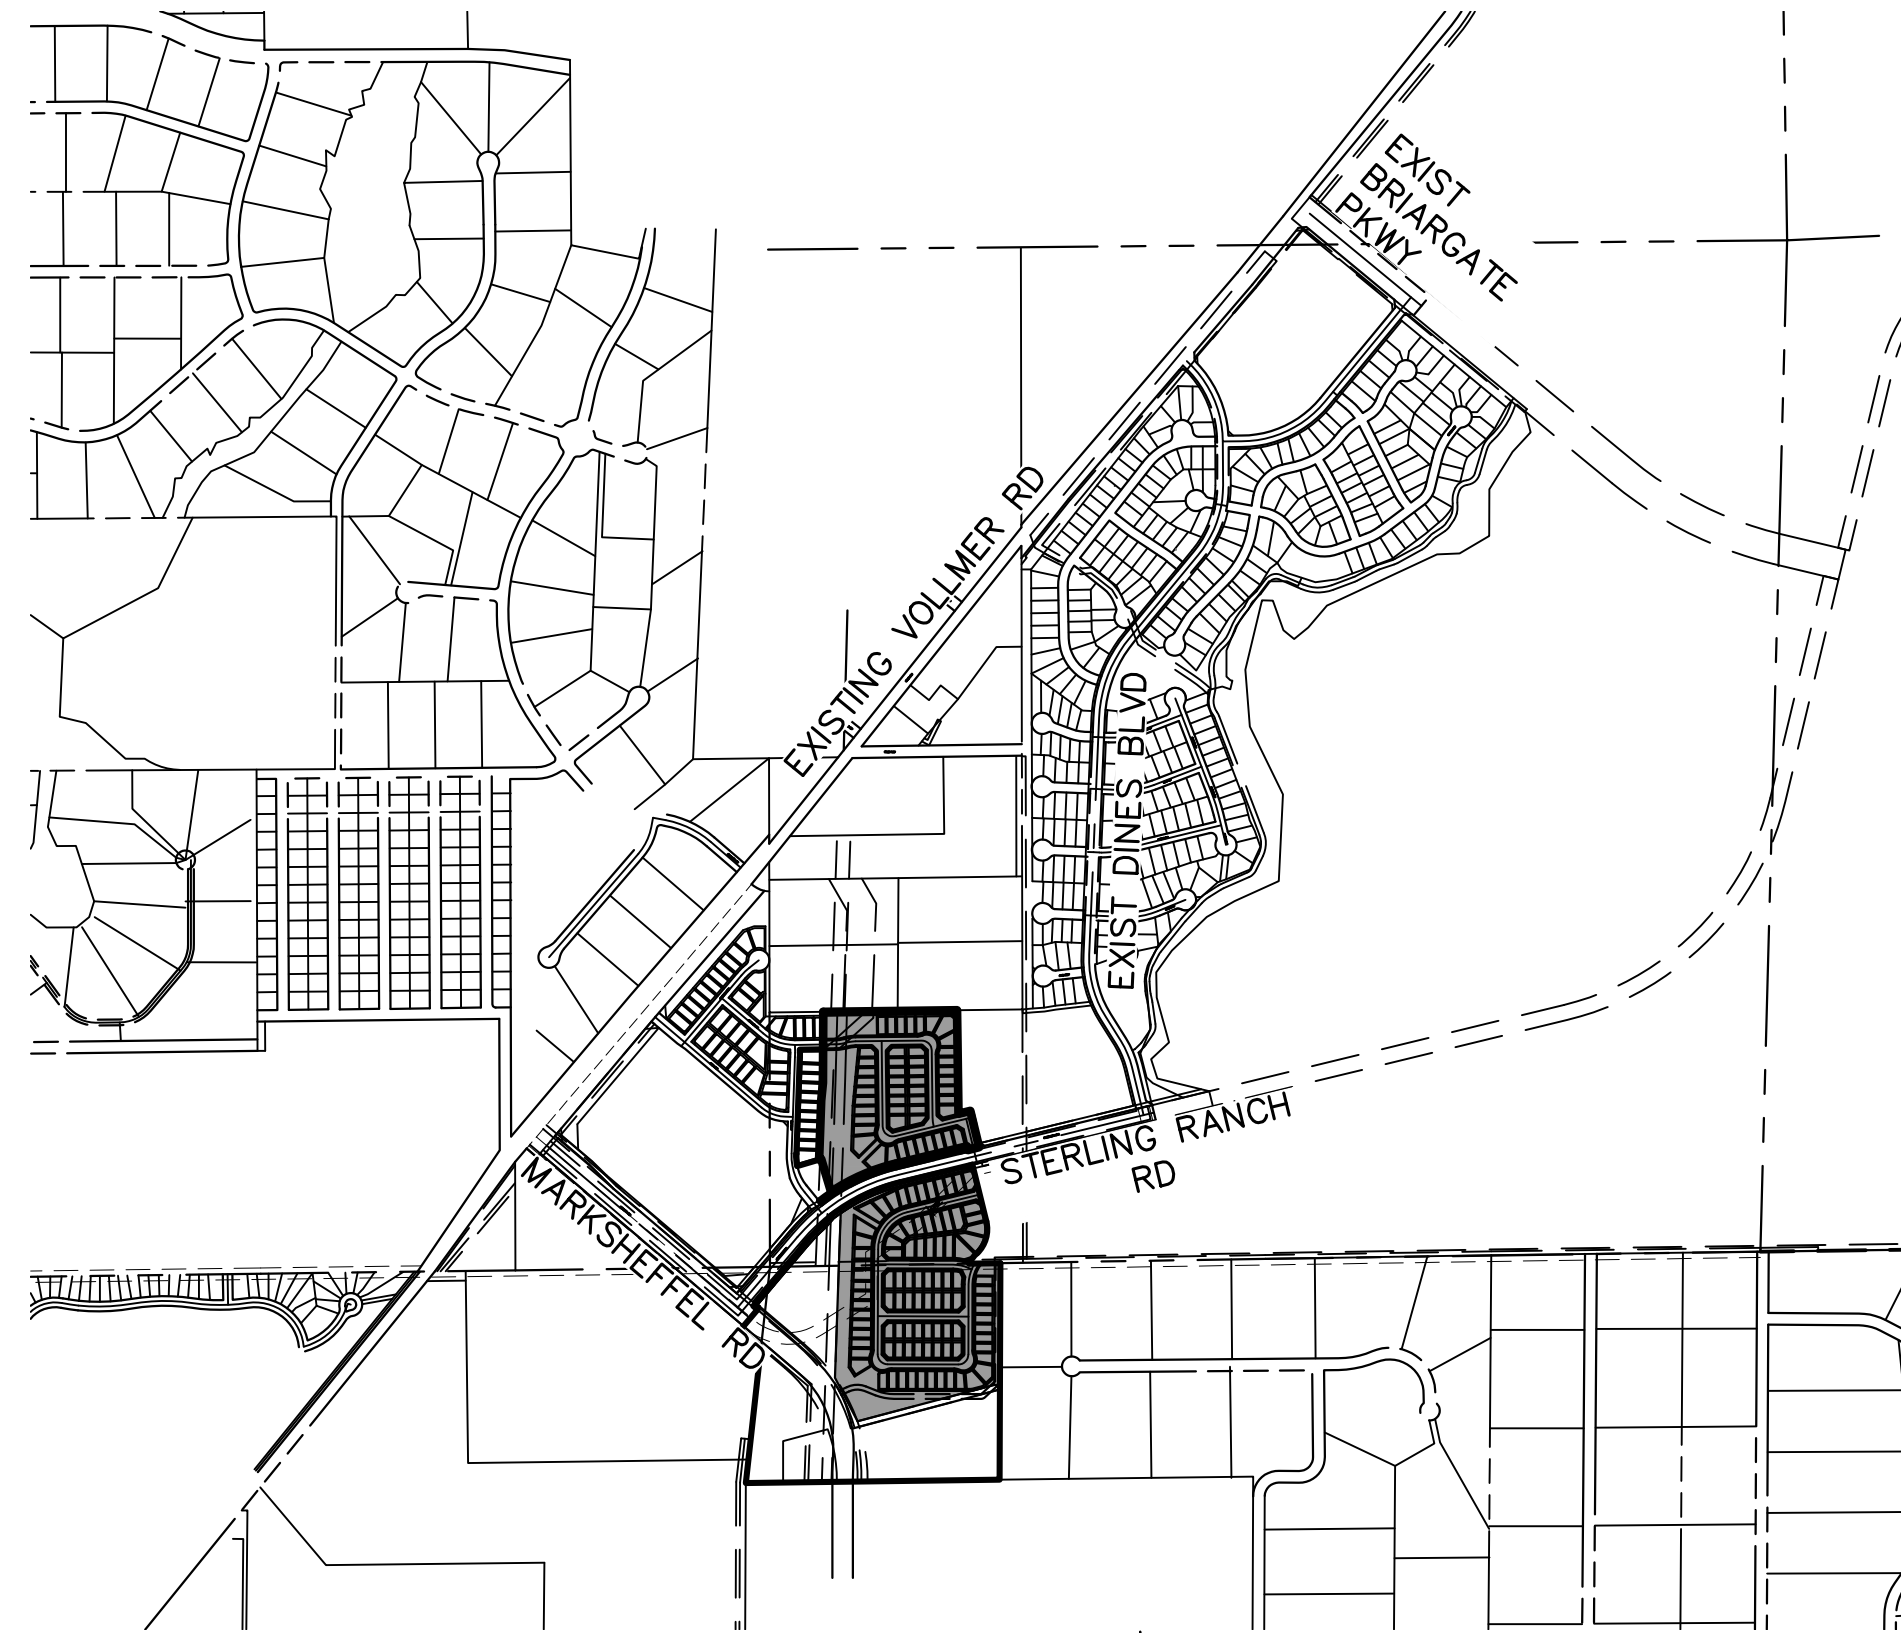 EXIST
BRIARGATE
PKWY
EXISTING VOLLMER RD
EXIST DINES BLVD
STERLING RANCH
RD
MARKSHEFFEL RD